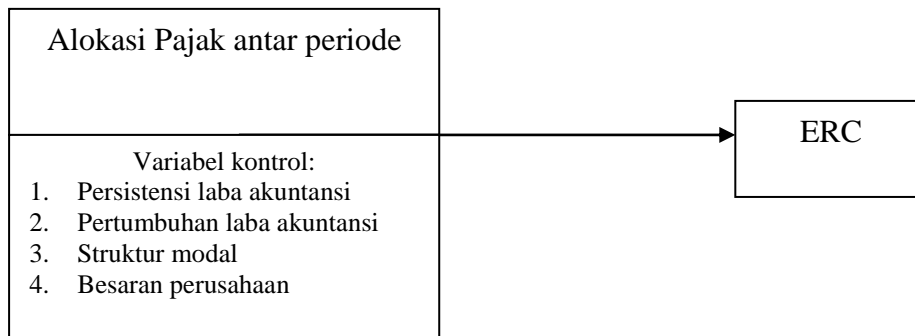 Alokasi Pajak antar periode
ERC
Variabel kontrol:
1. Persistensi laba akuntansi
2. Pertumbuhan laba akuntansi
3. Struktur modal
4. Besaran perusahaan